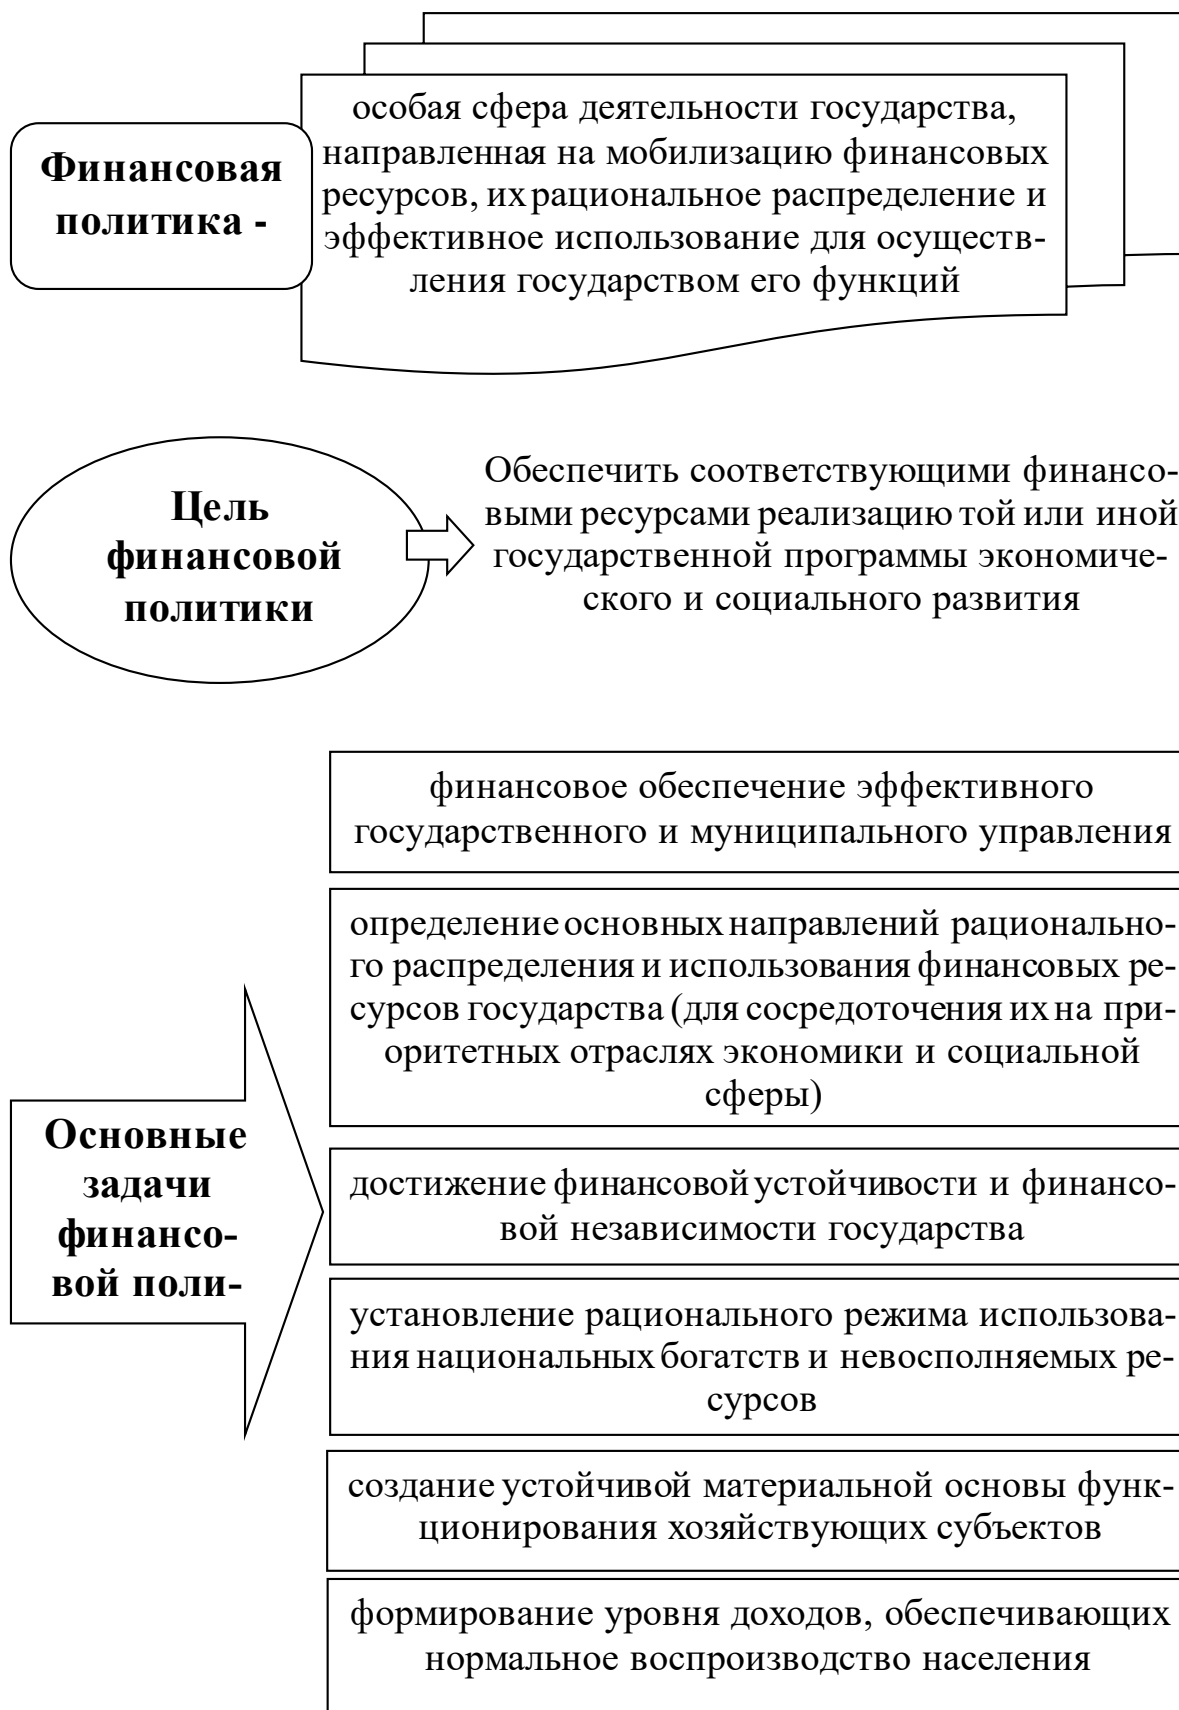 Финансовая
политика -
особая сфера деятельности государства,
направленная на мобилизацию финансовых
ресурсов, их рациональное распределение и
эффективное использование для осуществ-
ления государством его функций
Цель
финансовой
политики
Обеспечить соответствующими финансо-
выми ресурсами реализацию той или иной
государственной программы экономиче-
ского и социального развития
Основные
задачи
финансо-
вой поли-
финансовое обеспечение эффективного
государственного и муниципального управления
определение основных направлений рационально-
го распределения и использования финансовых ре-
сурсов государства (для сосредоточения их на при-
оритетных отраслях экономики и социальной
сферы)
достижение финансовой устойчивости и финансо-
вой независимости государства
установление рационального режима использова-
ния национальных богатств и невосполняемых ре-
сурсов
создание устойчивой материальной основы функ-
ционирования хозяйствующих субъектов
формирование уровня доходов, обеспечивающих
нормальное воспроизводство населения